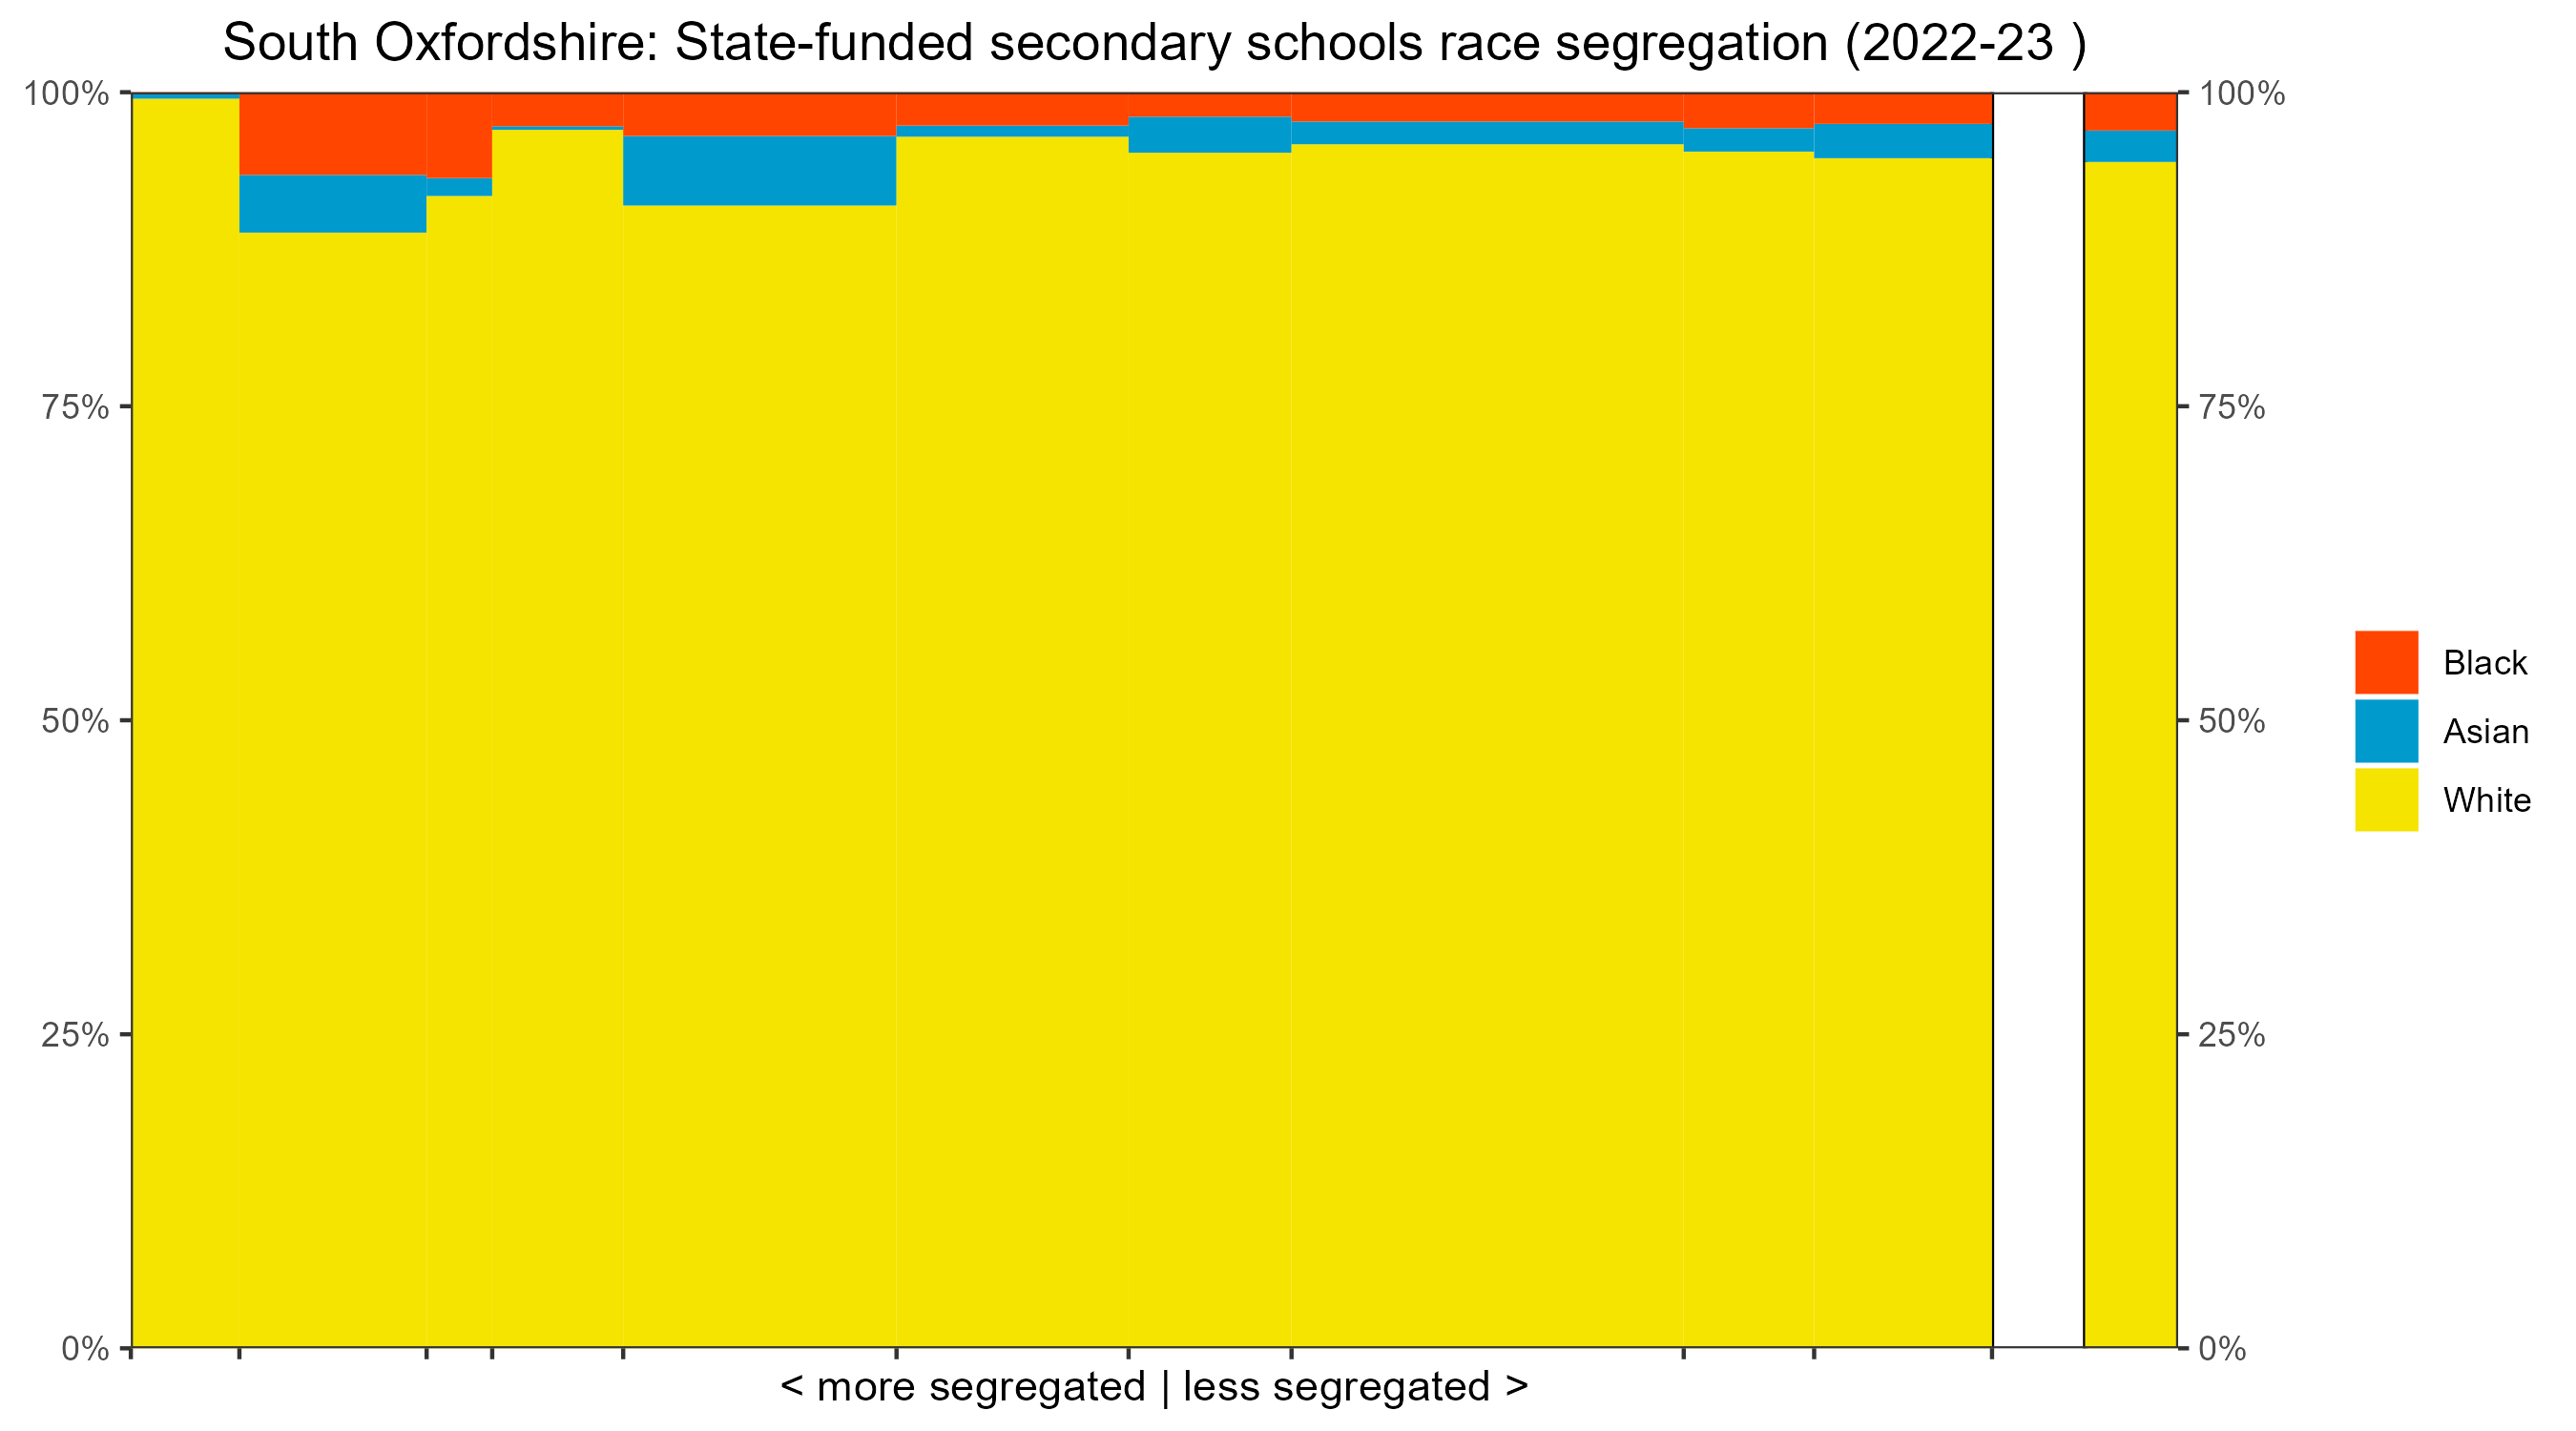 South Oxfordshire: State-funded secondary schools race segregation (2022-23 )
100%
75%
50%
25%
0%
100%
75%
50%
25%
0%
Black
Asian
White
< more segregated | less segregated >